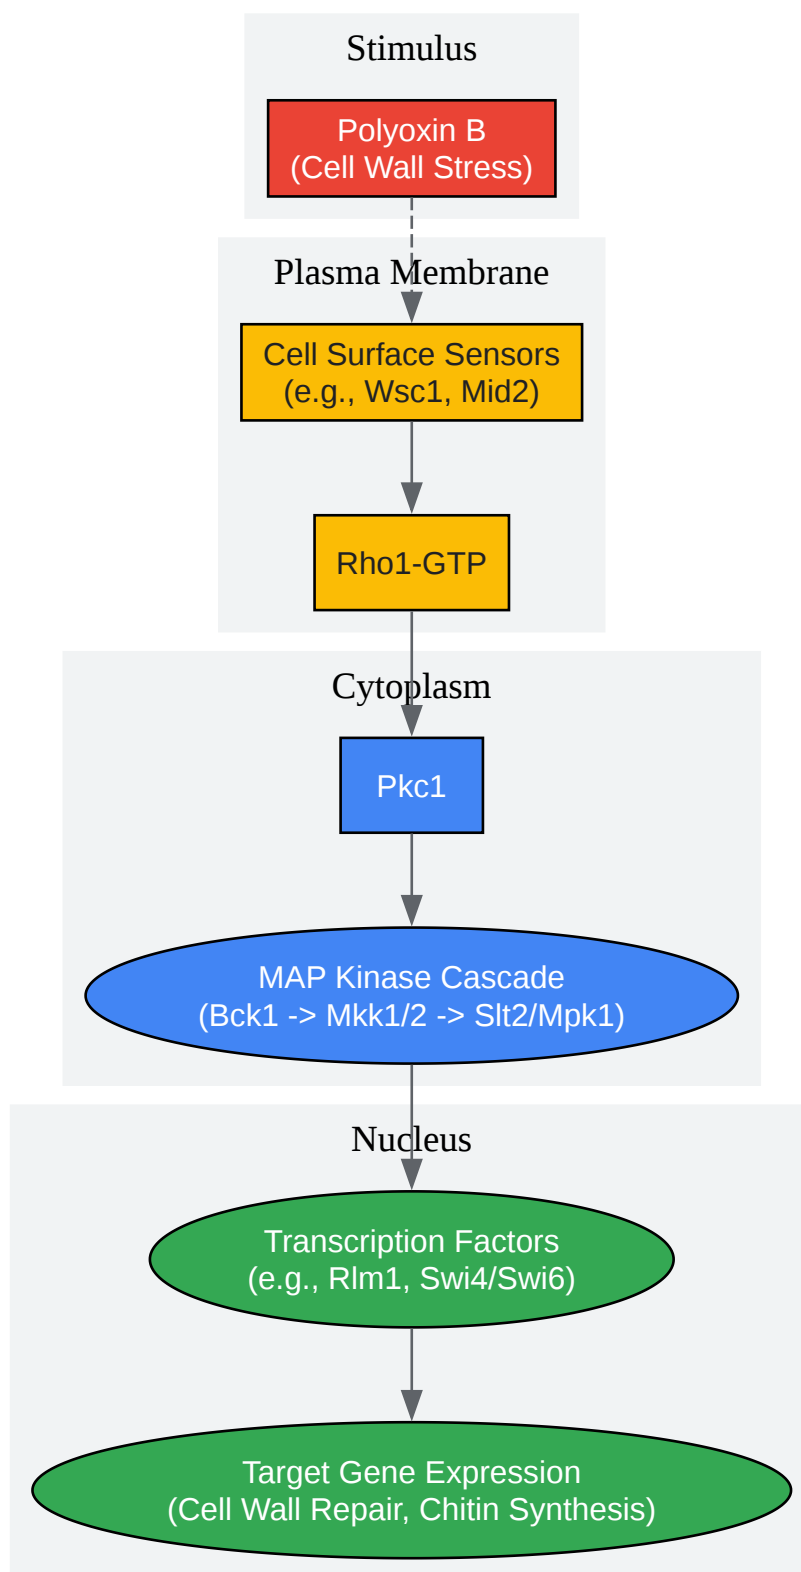 Stimulus
Polyoxin B
(Cell Wall Stress)
Plasma Membrane
Cell Surface Sensors
(e.g., Wsc1, Mid2)
Rho1-GTP
Cytoplasm
Pkc1
MAP Kinase Cascade
(Bck1 -> Mkk1/2 -> Slt2/Mpk1)
Nucleus
Transcription Factors
(e.g., Rlm1, Swi4/Swi6)
Target Gene Expression
(Cell Wall Repair, Chitin Synthesis)